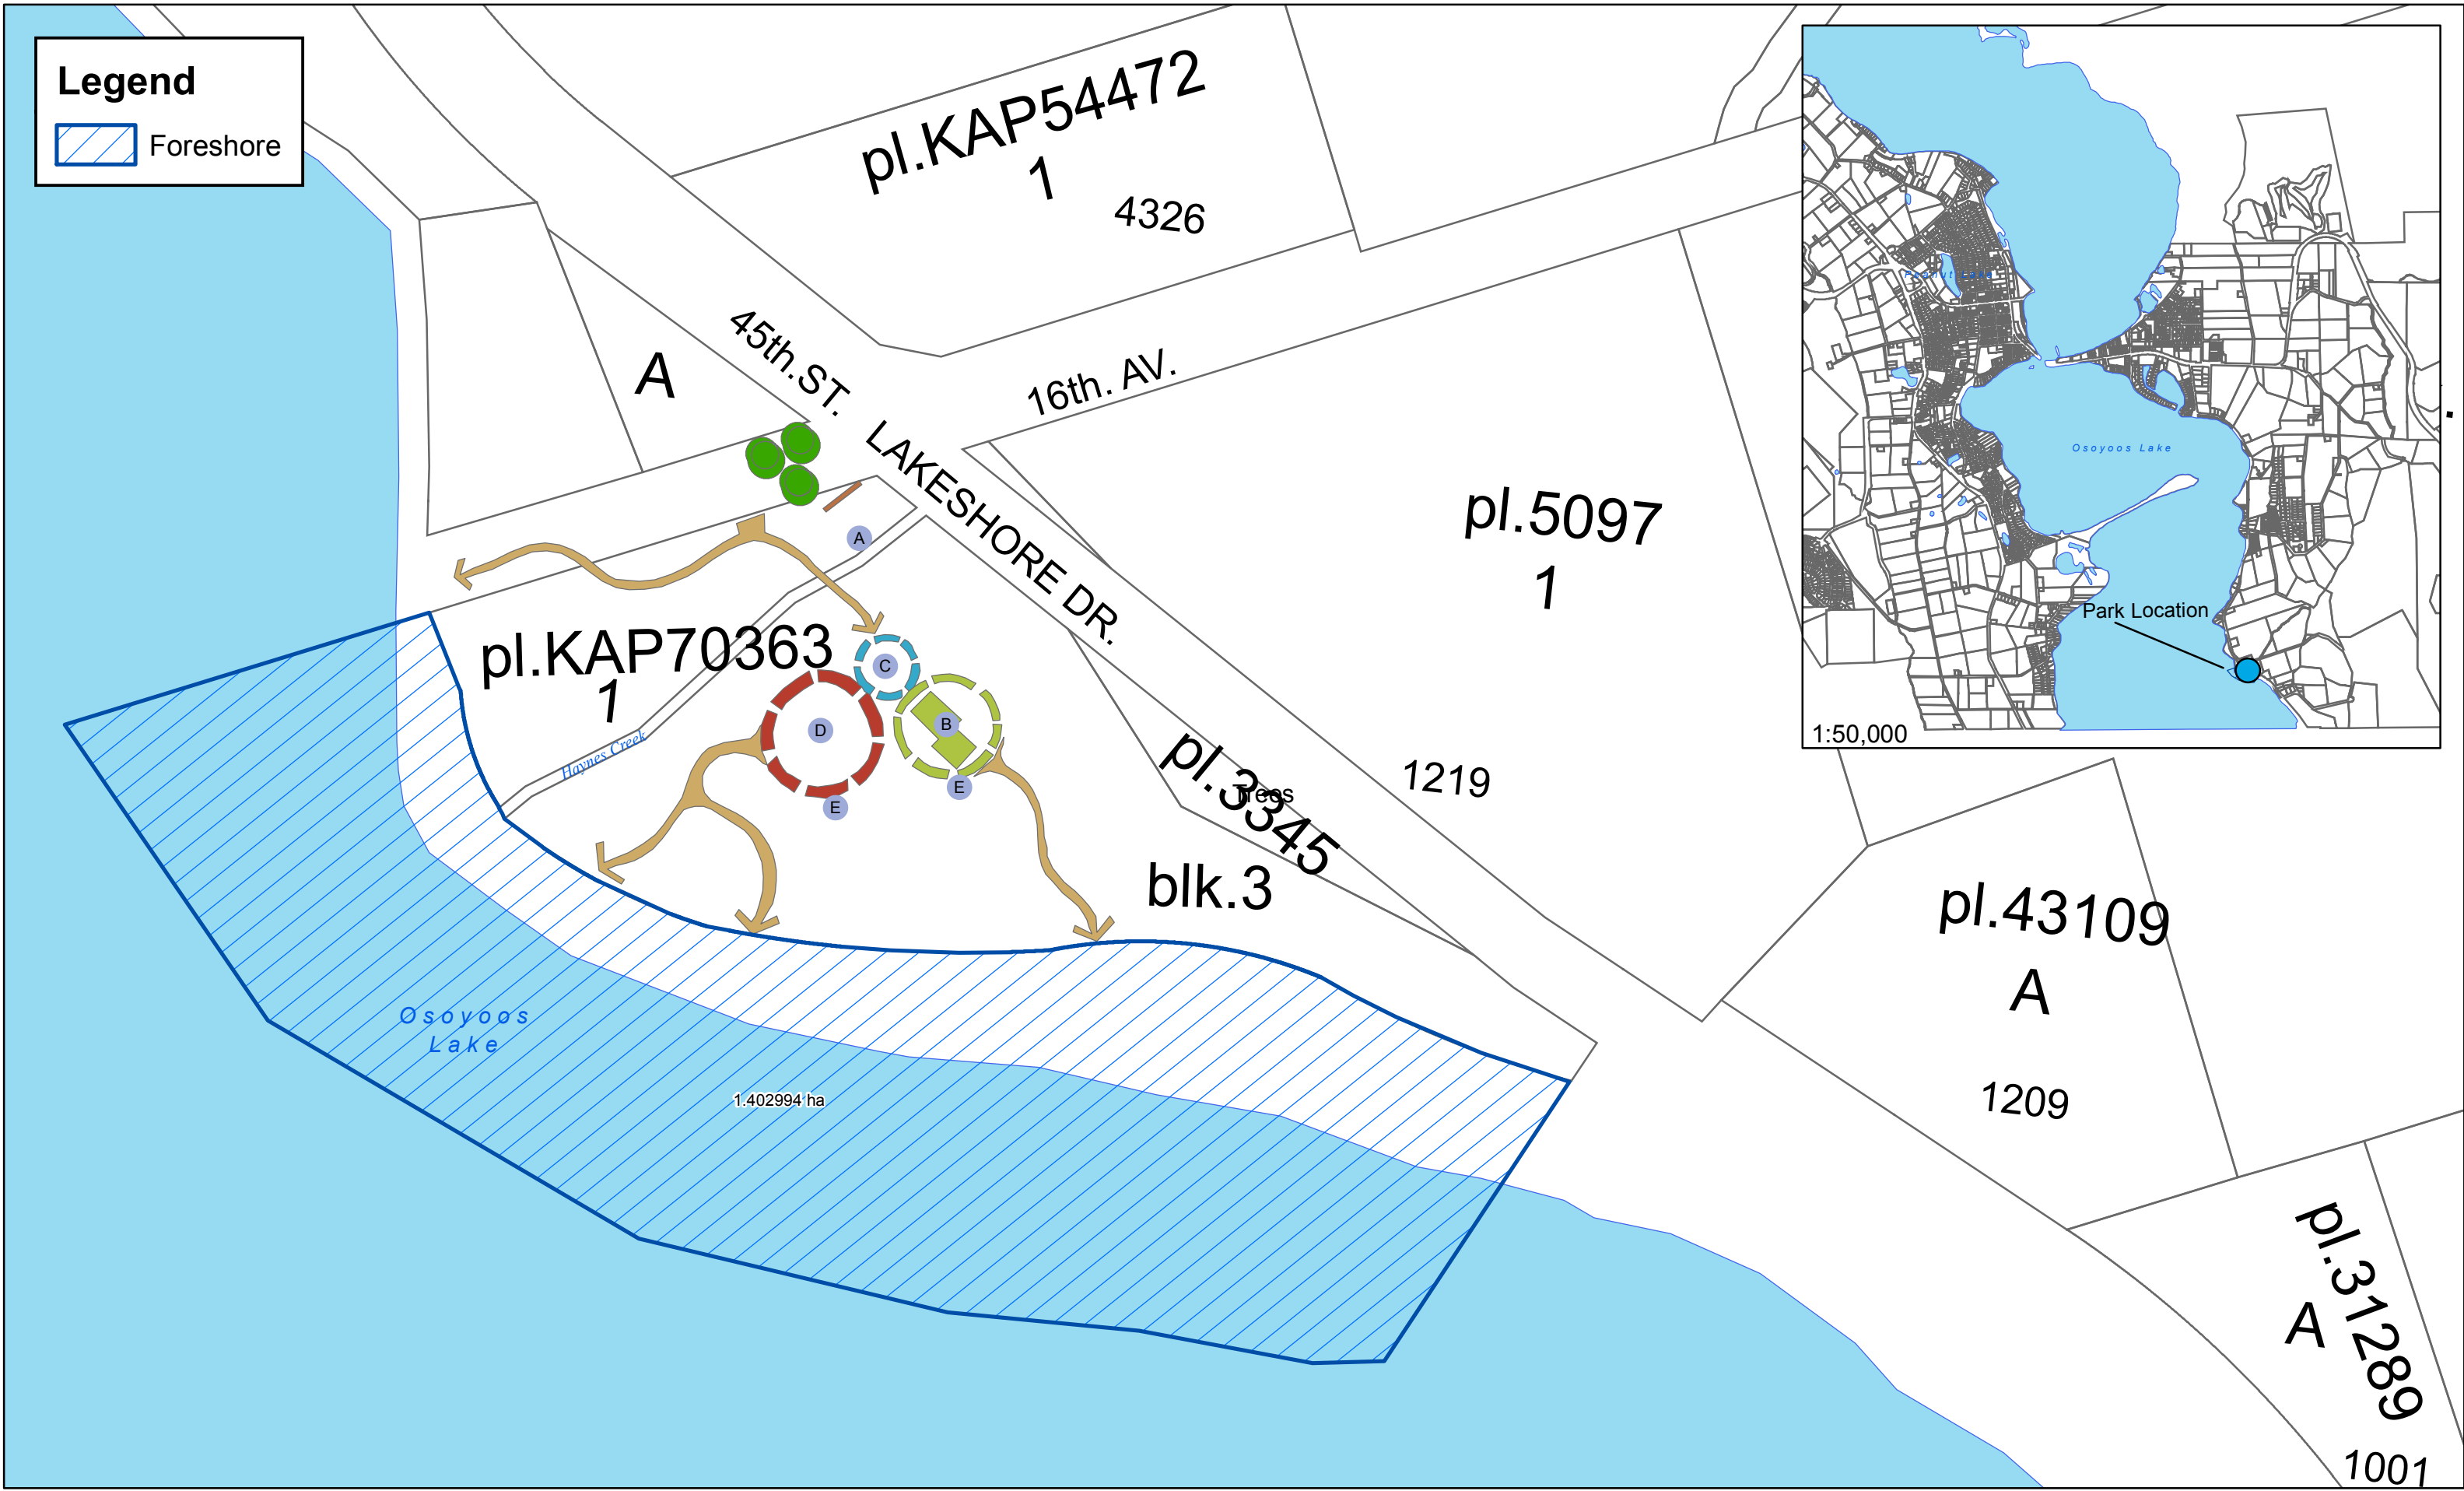 Legend
Foreshore
pl.KAP54472
1
4326
A
45th.ST.
16th. AV.
LAKESHORE DR.
pl.5097
1
1219
A
pl.KAP70363
1
C
B
D
E
E
Haynes Creek
pl.3345
Trees
blk.3
Osoyoos
Lake
1.402994 ha
pl.43109
A
1209
pl.31289
A
1001
Peanut Lake
Osoyoos Lake
Park Location
1:50,000